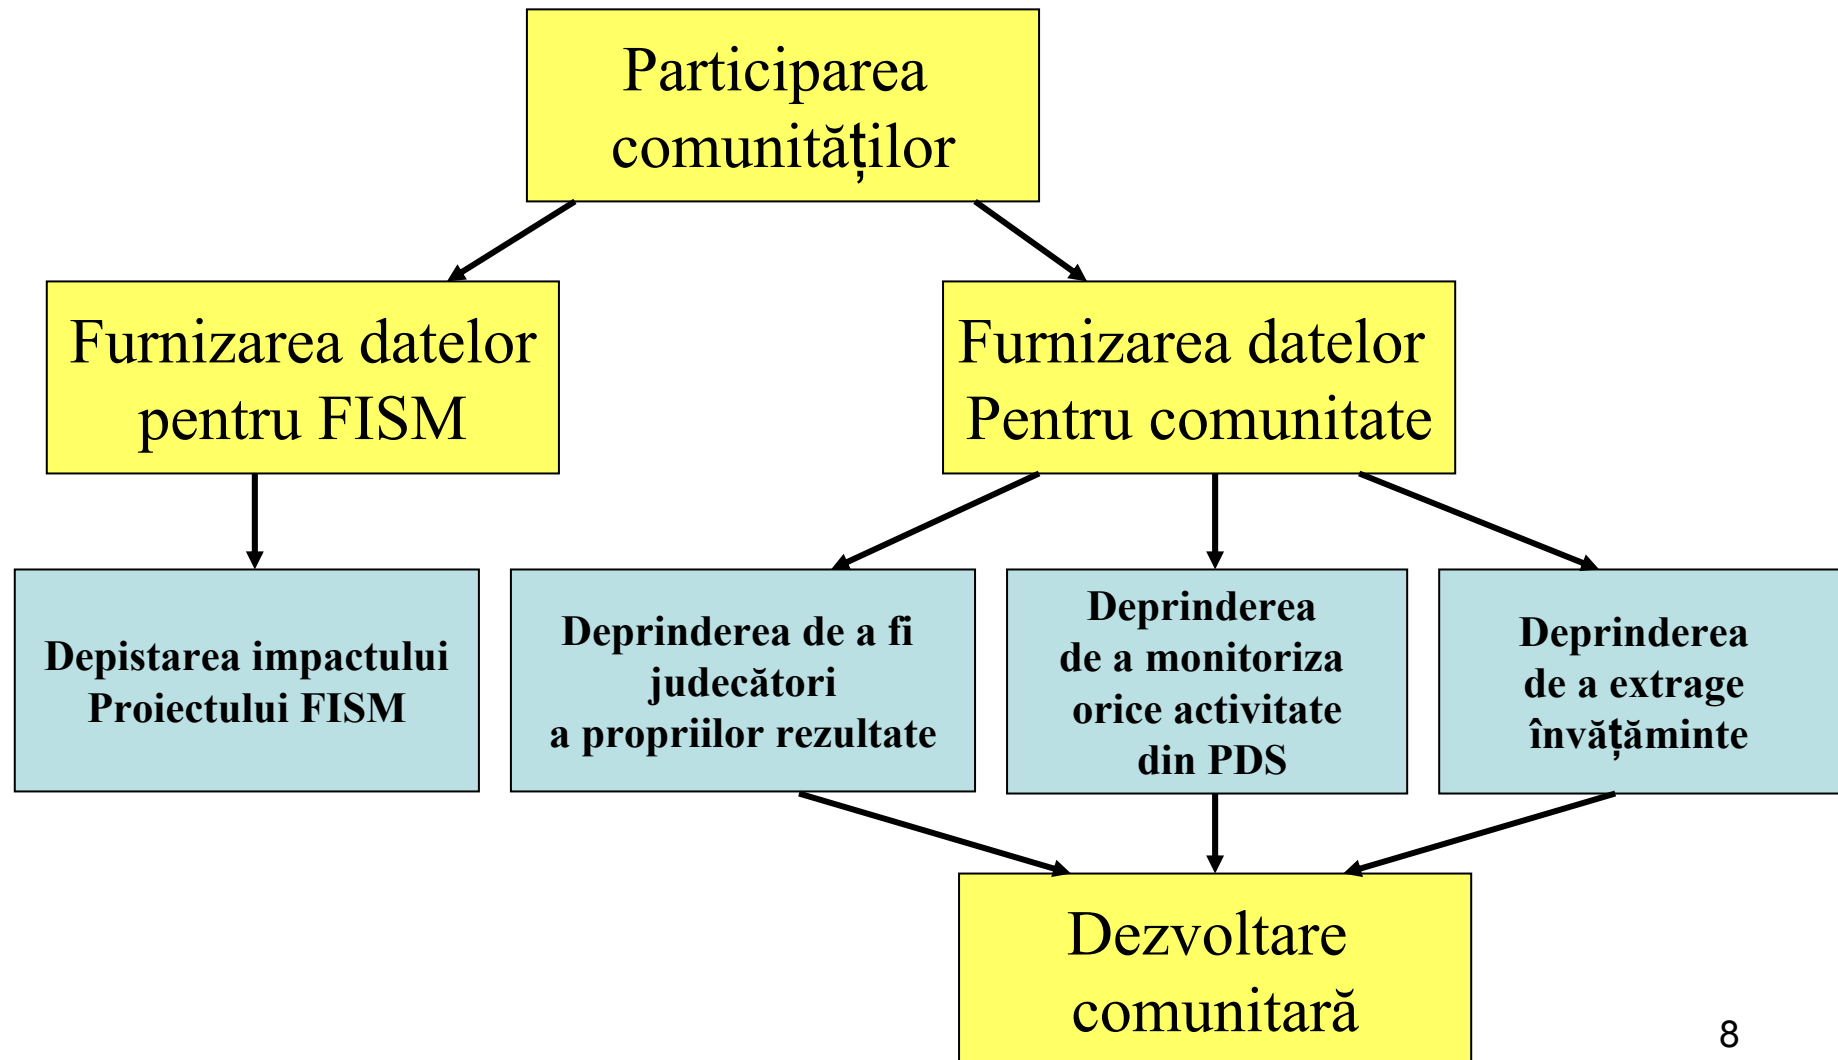 Participarea
comunităților
Furnizarea datelor
pentru FISM
Furnizarea datelor
Pentru comunitate
Depistarea impactului
Proiectului FISM
Deprinderea de a fi
judecători
a propriilor rezultate
Deprinderea
de a monitoriza
orice activitate
din PDS
Deprinderea
de a extrage
învățăminte
Dezvoltare
comunitară
8